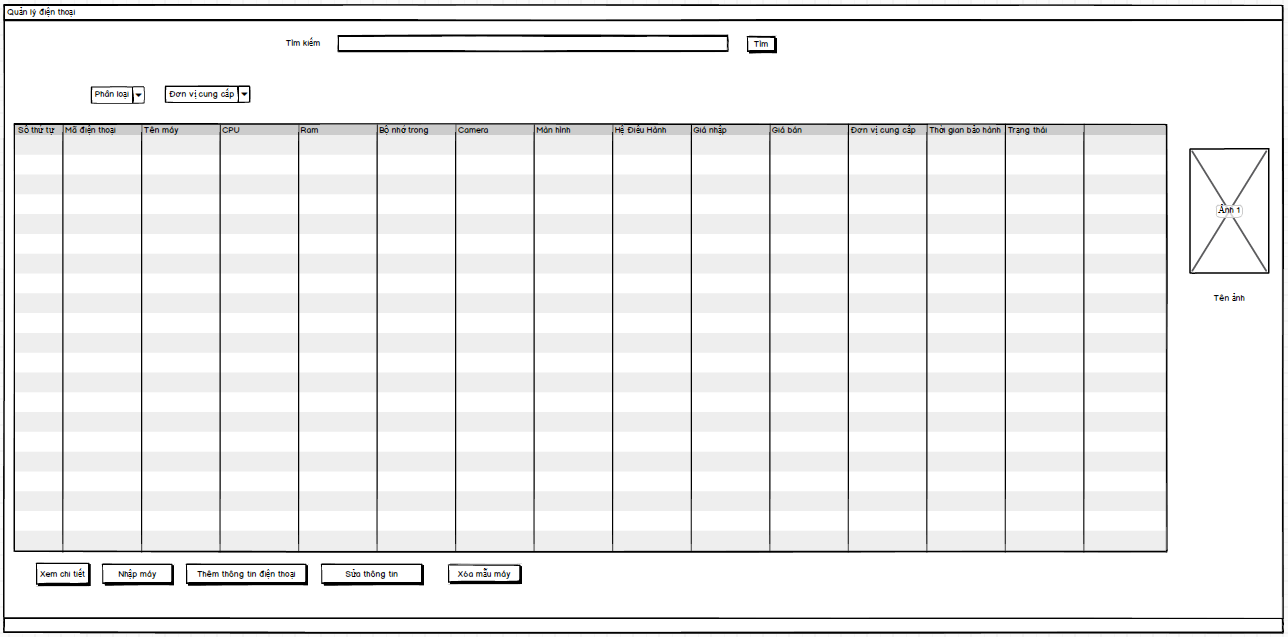 Quản lý điện thoại
Tìm kiếm Tìm
Phân loại Đơn vị cung cấp
Số thứ tự Mã điện thoại Tên máy CPU Ram Bộ nhớ trong Camera Màn hình Hệ Điều Hành Giá nhập Giá bán Đơn vị cung cấp Thời gian bảo hành Trạng thái
Ảnh 1
Tên ảnh
Xem chi tiết Nhập máy Thêm thông tin điện thoại Sửa thông tin Xóa mẫu máy